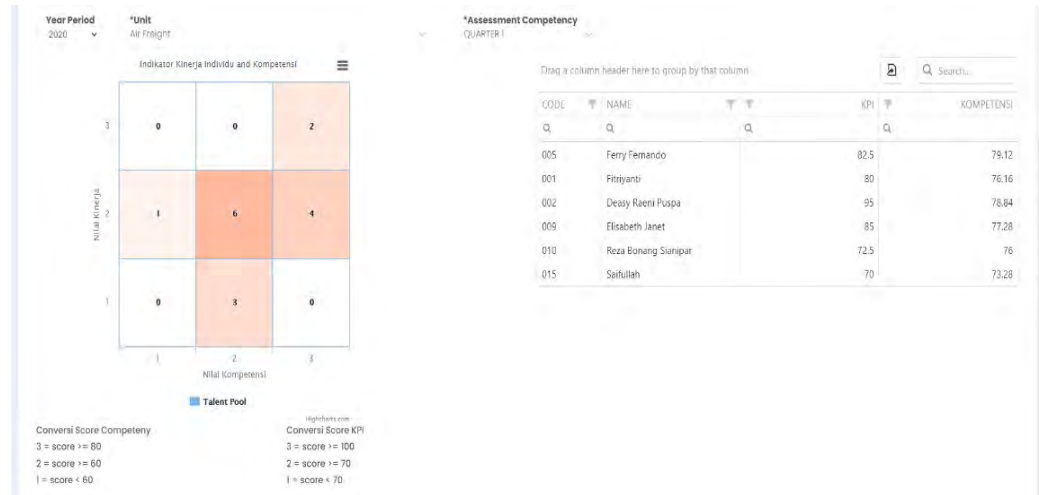 Year Period *Unit *Assessment Competency
2020 Air Freight QUARTER 1
Indikator Kinerja Individu and Kompetensi
Drag a column header here to group by that column
Search...
CODE NAME KPI KOMPETENSI
005 Ferry Fernando 82.5 79.12
001 Fitriyanti 80 76.16
002 Deasy Raeni Puspa 95 78.84
009 Elisabeth Janet 85 77.28
010 Reza Bonang Sianipar 72.5 76
015 Saifullah 70 73.28
Nilai Kinerja
3 0 0 2
2 1 6 4
1 0 3 0
1 2 3
Nilai Kompetensi
Talent Pool
Highcharts.com
Conversi Score Competeny
3 = score >= 80
2 = score >= 60
1 = score < 60
Conversi Score KPI
3 = score >= 100
2 = score >= 70
1 = score < 70